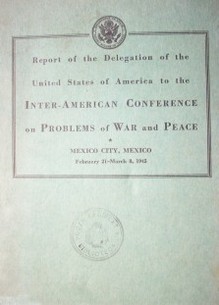 Report of the Delegation of the
United States of America to the
INTER-AMERICAN CONFERENCE
on PROBLEMS of WAR and PEACE
MEXICO CITY, MEXICO
February 21–March 8, 1945